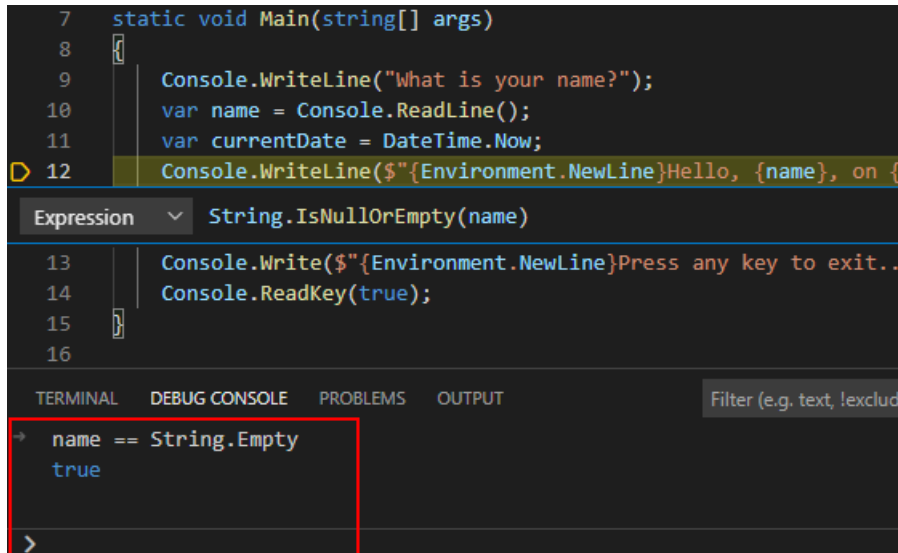 7 static void Main(string[] args)
8 {
9 Console.WriteLine("What is your name?");
10 var name = Console.ReadLine();
11 var currentDate = DateTime.Now;
12 Console.WriteLine($"{Environment.NewLine}Hello, {name}, on {
Expression String.IsNullOrEmpty(name)
13 Console.Write($"{Environment.NewLine}Press any key to exit..
14 Console.ReadKey(true);
15 }
16
TERMINAL DEBUG CONSOLE PROBLEMS OUTPUT Filter (e.g. text, !exclud
name == String.Empty
true